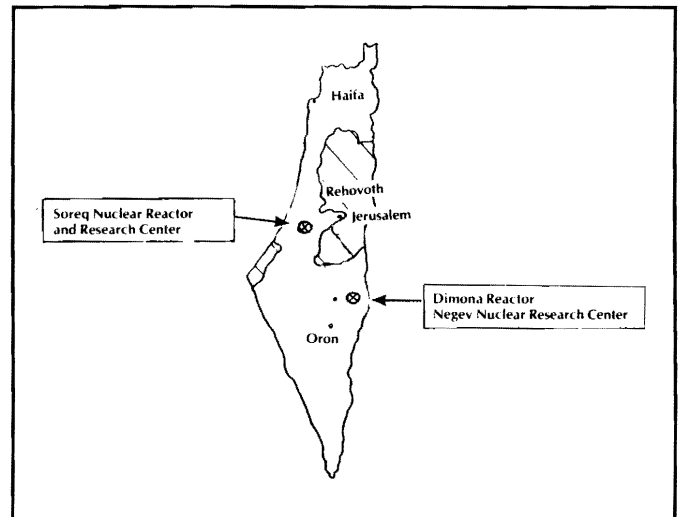 Haifa
Rehovoth
Jerusalem
Soreq Nuclear Reactor
and Research Center
Dimona Reactor
Negev Nuclear Research Center
Oron